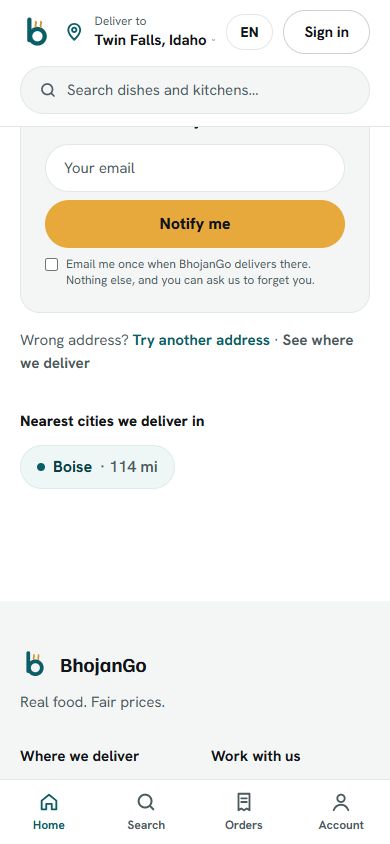 Deliver to
Twin Falls, Idaho
EN
Sign in
Search dishes and kitchens...
Your email
Notify me
Email me once when BhojanGo delivers there.
Nothing else, and you can ask us to forget you.
Wrong address? Try another address · See where
we deliver
Nearest cities we deliver in
Boise · 114 mi
BhojanGo
Real food. Fair prices.
Where we deliver
Work with us
Home
Search
Orders
Account